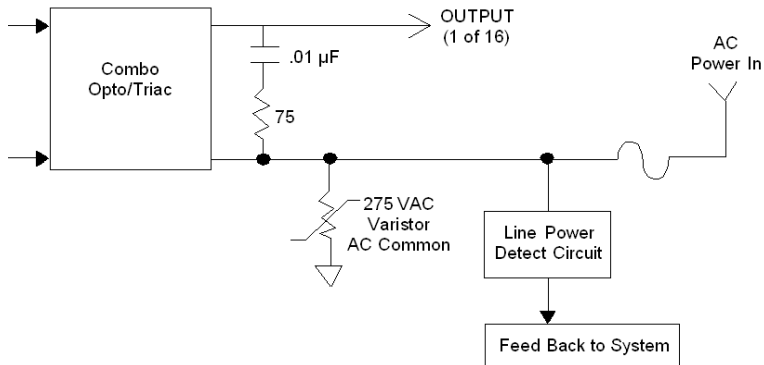 OUTPUT
(1 of 16)
AC
Power In
.01 µF
Combo
Opto/Triac
75
275 VAC
Varistor
AC Common
Line Power
Detect Circuit
Feed Back to System